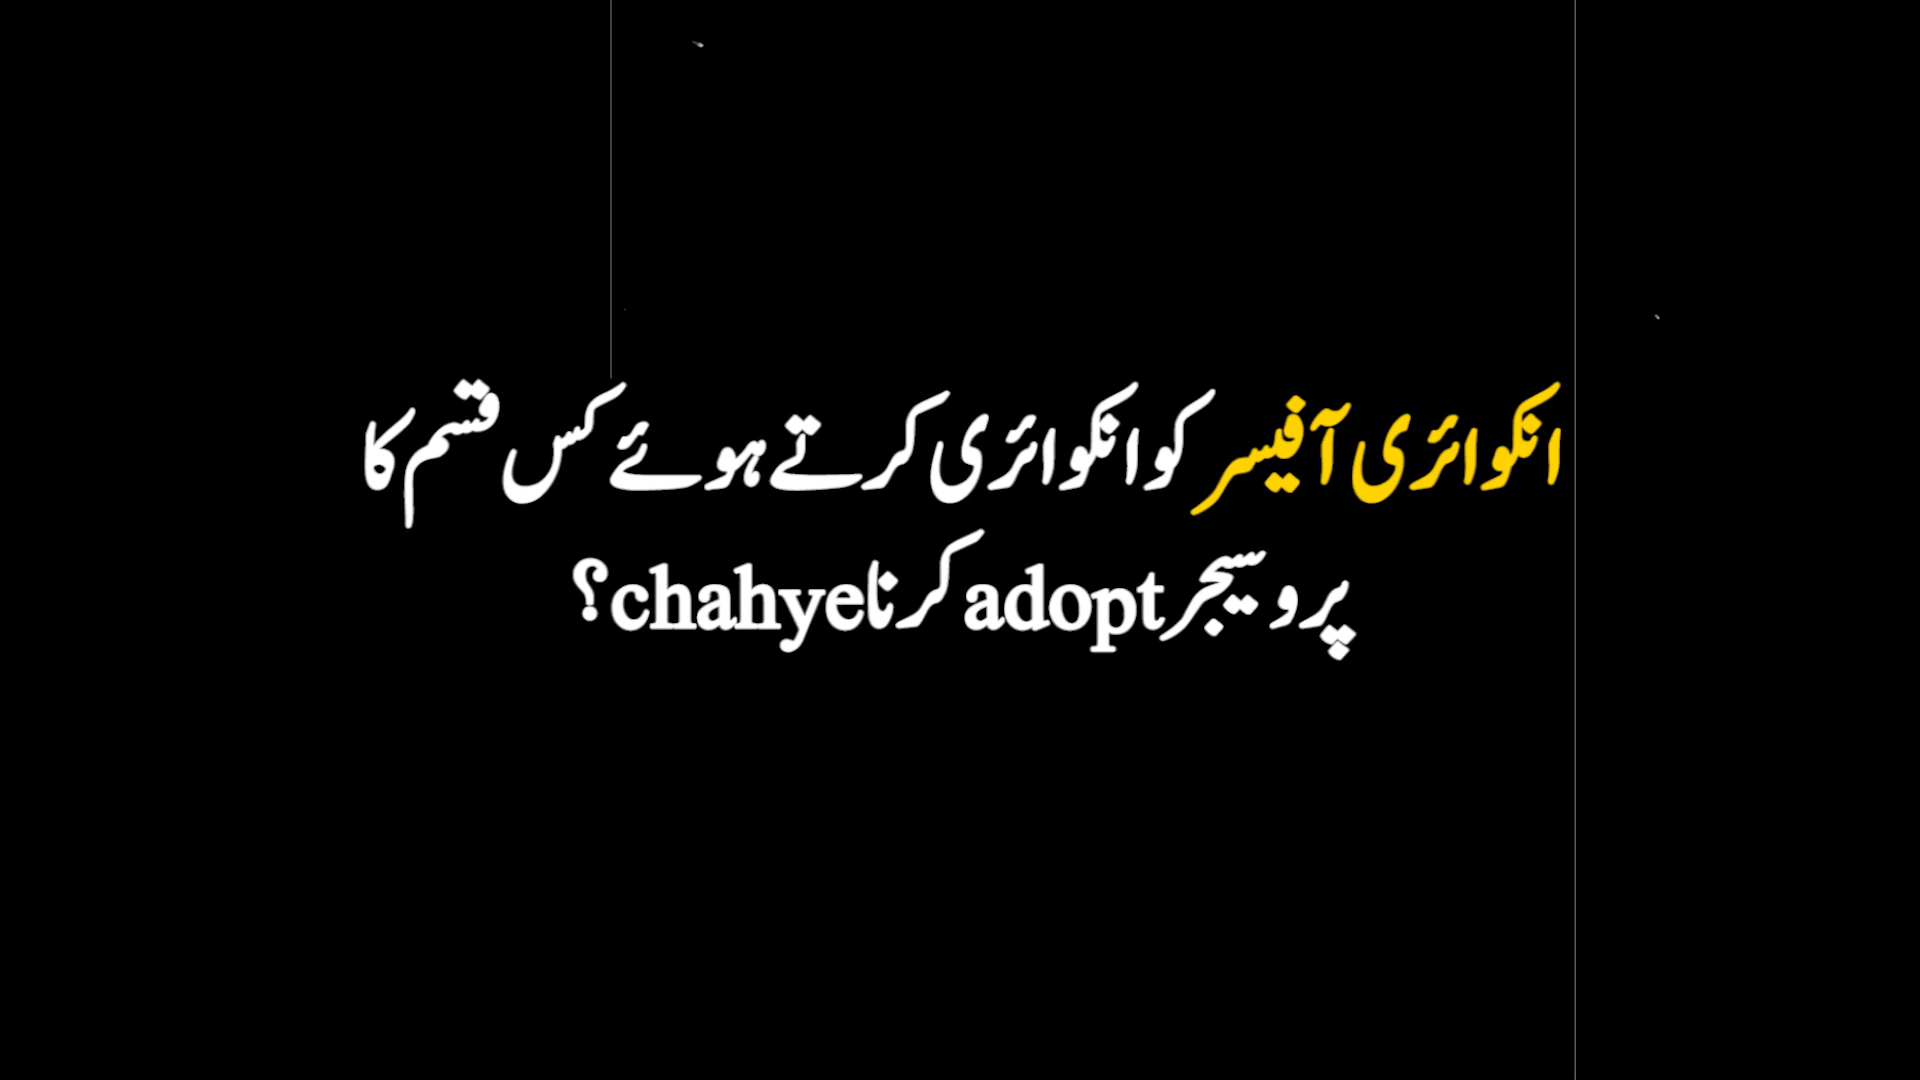 انکوائری آفیسر کو انکوائری کرتے ہوئے کس قسم کا
پروسیجر adopt کرنا chahye؟